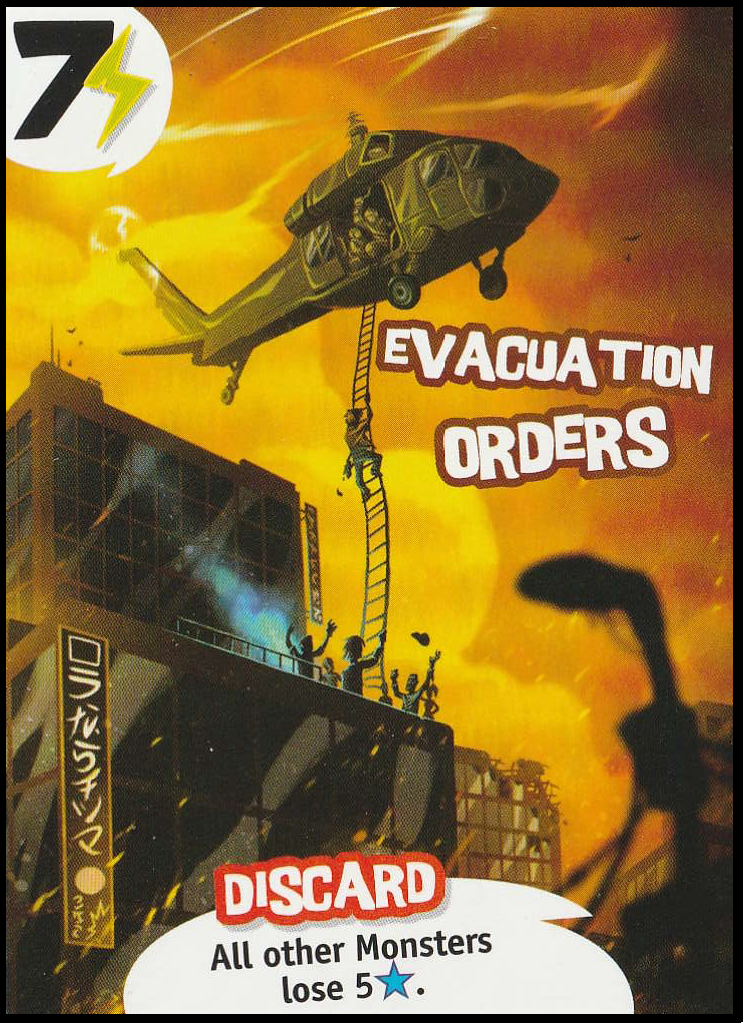 7
EVACUATION
ORDERS
DISCARD
All other Monsters
lose 5★.